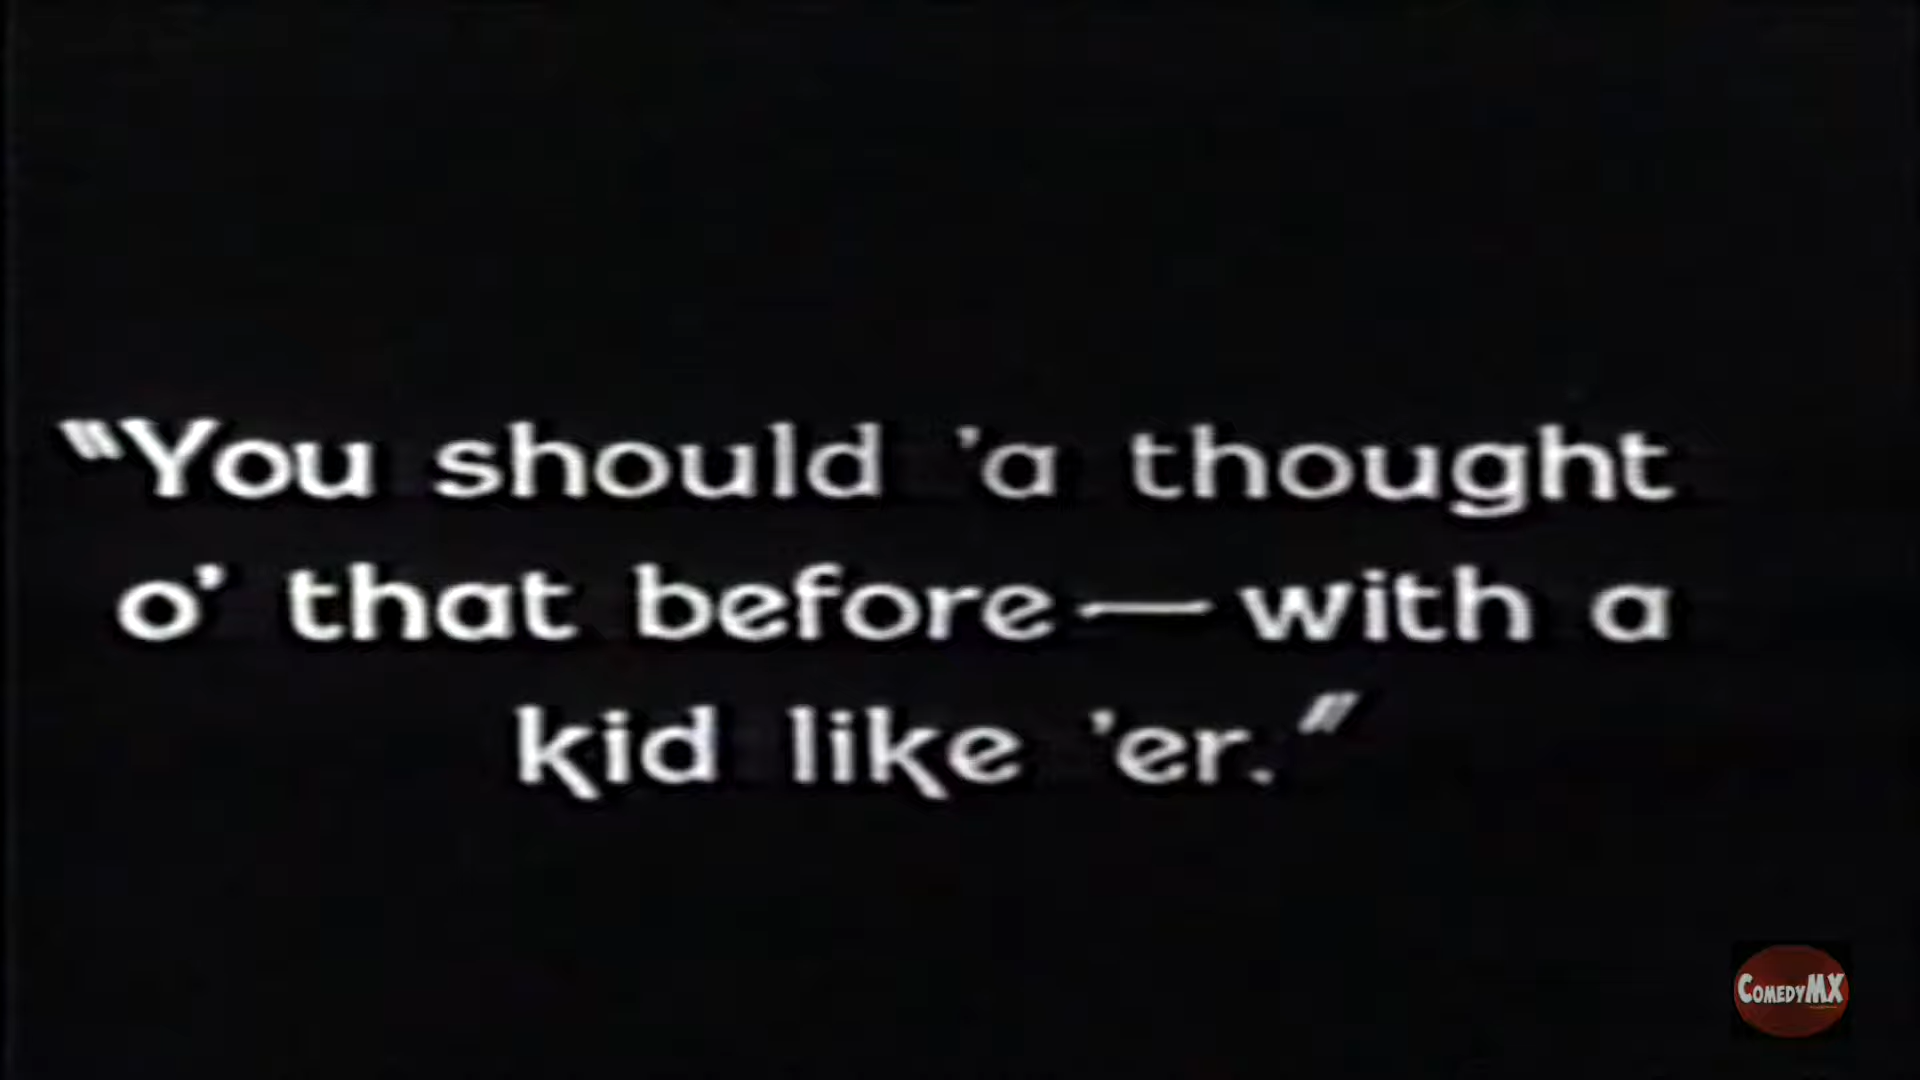 “You should 'a thought
o' that before—with a
kid like 'er.”
COMEDYMX